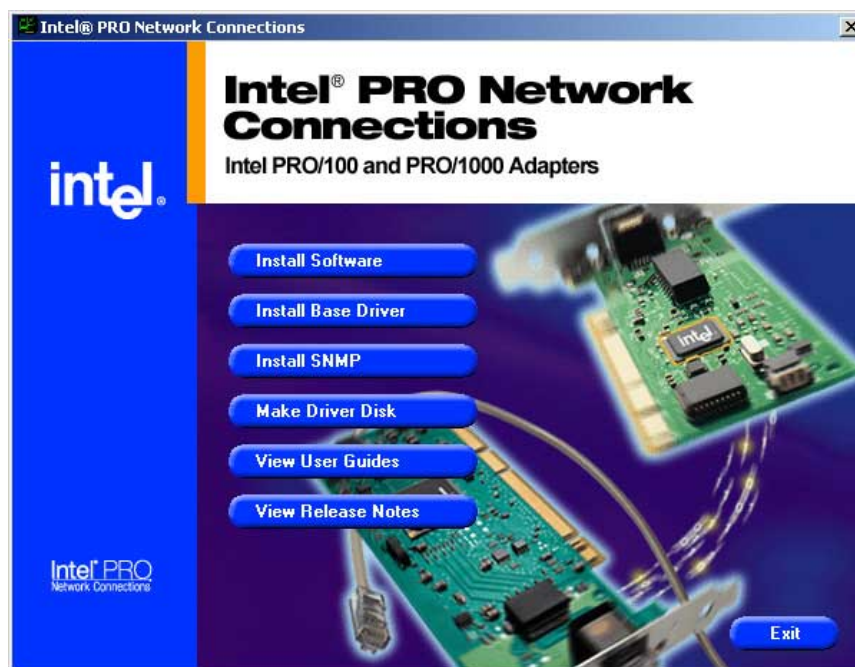 Intel® PRO Network Connections
Intel® PRO Network
Connections
Intel PRO/100 and PRO/1000 Adapters
intel®
Install Software
Install Base Driver
Install SNMP
Make Driver Disk
View User Guides
View Release Notes
intel
Intel® PRO
Network Connections
Exit